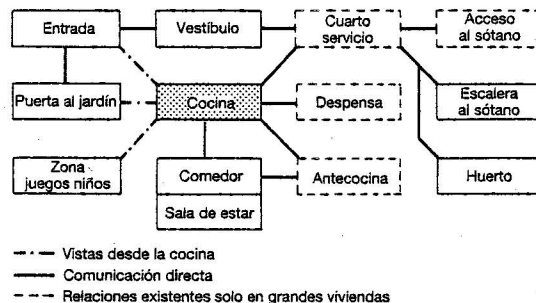 Entrada
Vestíbulo
Cuarto
servicio
Acceso
al sótano
Puerta al jardín
Cocina
Despensa
Escalera
al sótano
Zona
juegos niños
Comedor
Antecocina
Huerto
Sala de estar
Vistas desde la cocina
Comunicación directa
Relaciones existentes solo en grandes viviendas